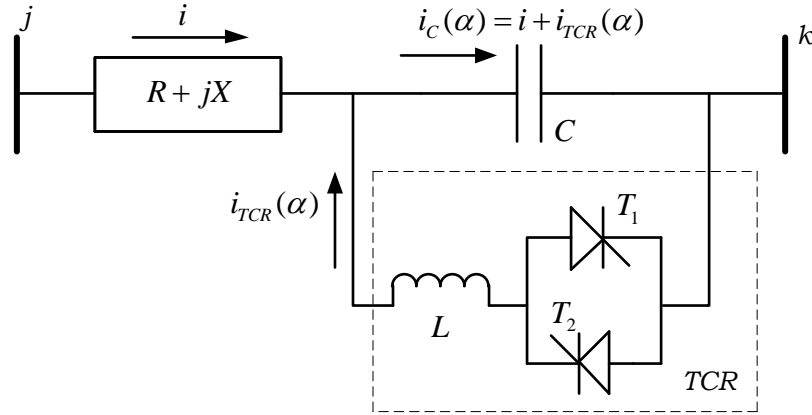 j
i
i_C(α) = i + i_TCR(α)
k
R + jX
C
i_TCR(α)
T_1
L
T_2
TCR